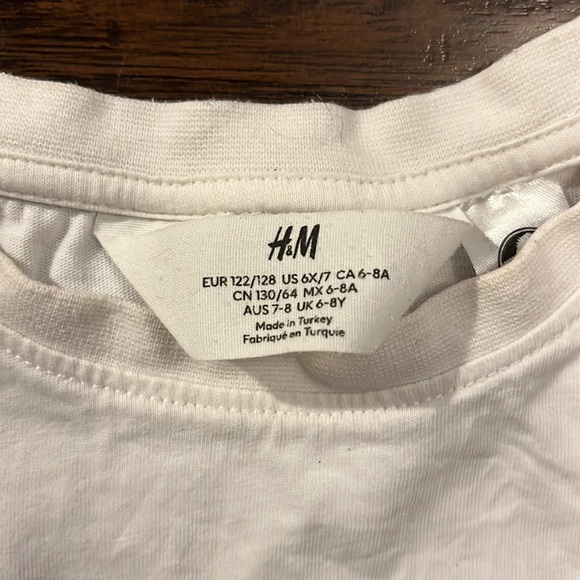 H&M
EUR 122/128 US 6X/7 CA 6-8A
CN 130/64 MX 6-8A
AUS 7-8 UK 6-8Y
Made in Turkey
Fabriqué en Turquie